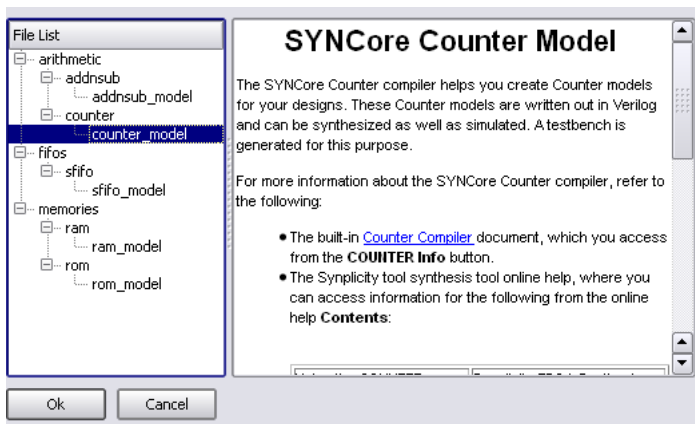 File List
arithmetic
addnsub
addnsub_model
counter
counter_model
fifos
sfifo
sfifo_model
memories
ram
ram_model
rom
rom_model
SYNCore Counter Model
The SYNCore Counter compiler helps you create Counter models
for your designs. These Counter models are written out in Verilog
and can be synthesized as well as simulated. A testbench is
generated for this purpose.
For more information about the SYNCore Counter compiler, refer to
the following:
• The built-in Counter Compiler document, which you access
from the COUNTER Info button.
• The Synplicity tool synthesis tool online help, where you
can access information for the following from the online
help Contents:
Ok
Cancel